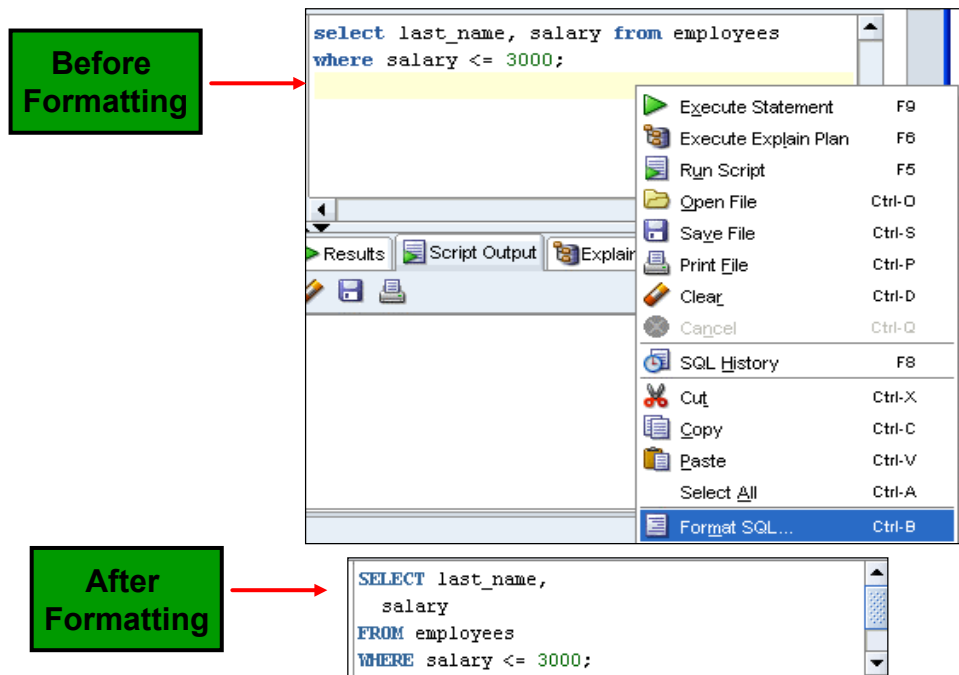 Before
Formatting
select last_name, salary from employees
where salary <= 3000;
Execute Statement F9
Execute Explain Plan F6
Run Script F5
Open File Ctrl-O
Save File Ctrl-S
Print File Ctrl-P
Clear Ctrl-D
Cancel Ctrl-Q
SQL History F8
Cut Ctrl-X
Copy Ctrl-C
Paste Ctrl-V
Select All Ctrl-A
Format SQL... Ctrl-B
Results Script Output Explain
After
Formatting
SELECT last_name,
salary
FROM employees
WHERE salary <= 3000;